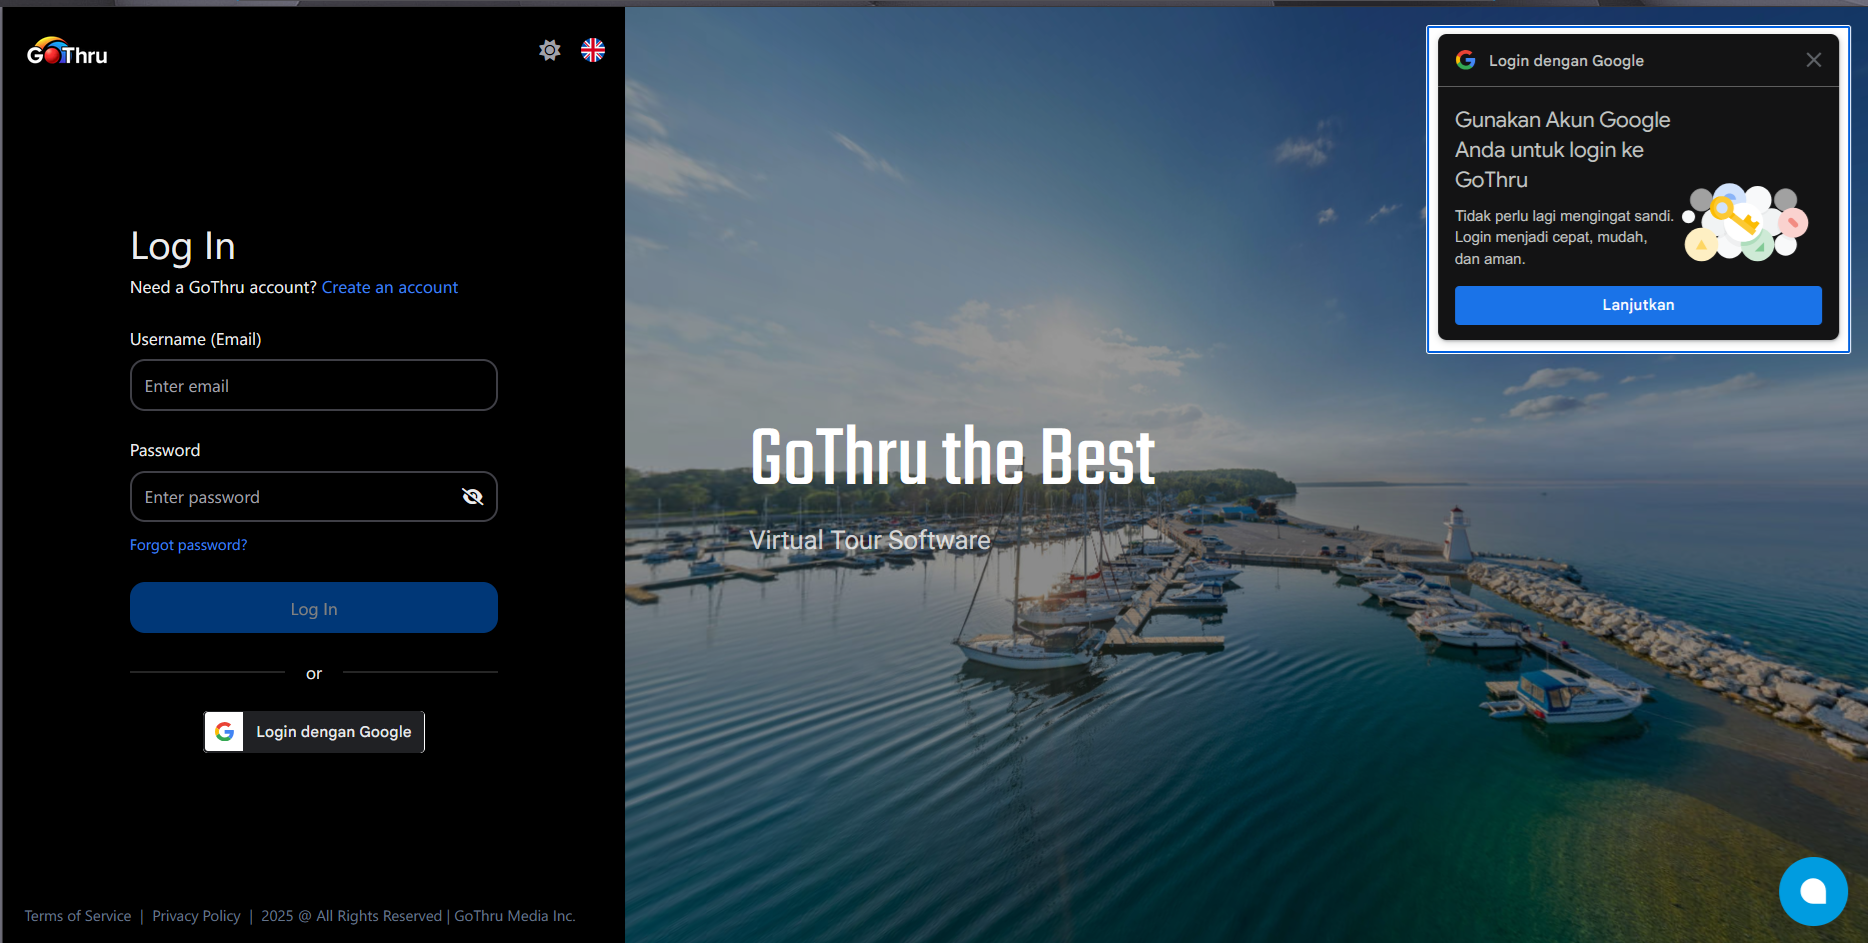 GoThru
Log In
Need a GoThru account? Create an account
Username (Email)
Enter email
Password
Enter password
Forgot password?
Log In
or
Login dengan Google
Terms of Service | Privacy Policy | 2025 @ All Rights Reserved | GoThru Media Inc.
GoThru the Best
Virtual Tour Software
Login dengan Google
Gunakan Akun Google
Anda untuk login ke
GoThru
Tidak perlu lagi mengingat sandi.
Login menjadi cepat, mudah,
dan aman.
Lanjutkan